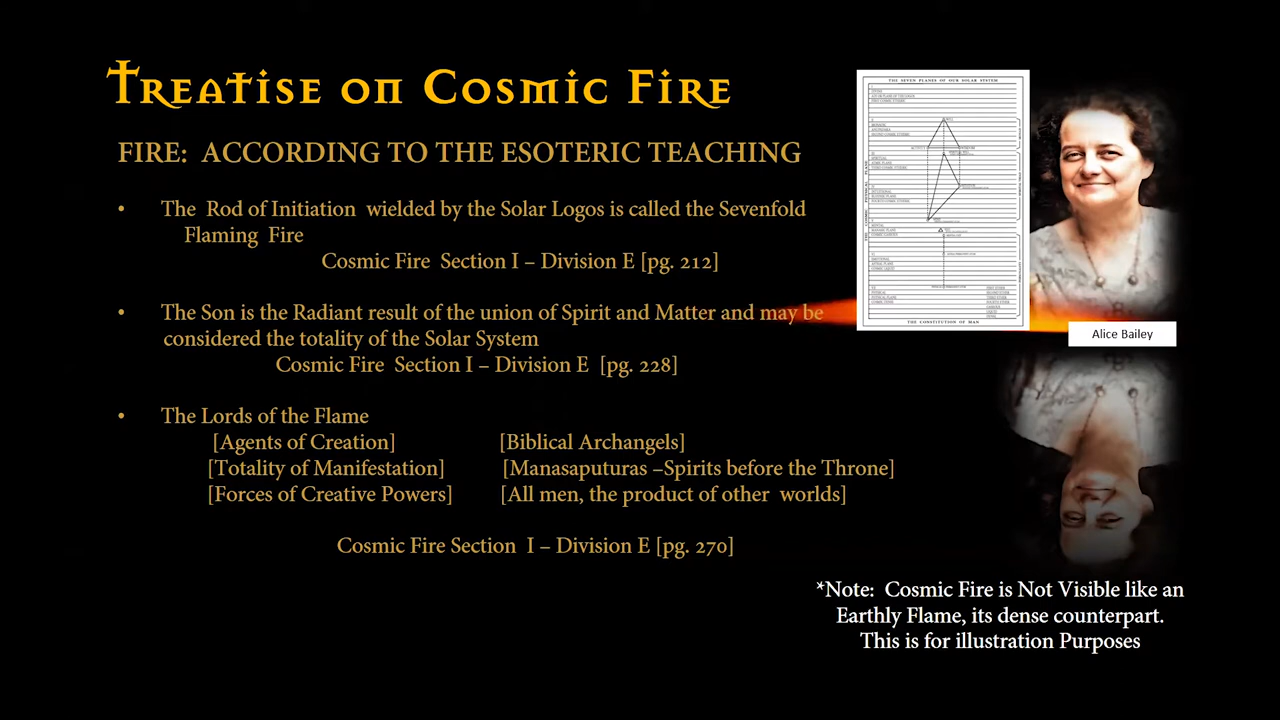 Treatise on Cosmic Fire
FIRE: ACCORDING TO THE ESOTERIC TEACHING
• The Rod of Initiation wielded by the Solar Logos is called the Sevenfold
Flaming Fire
Cosmic Fire Section I – Division E [pg. 212]
• The Son is the Radiant result of the union of Spirit and Matter and may be
considered the totality of the Solar System
Cosmic Fire Section I – Division E [pg. 228]
• The Lords of the Flame
[Agents of Creation] [Biblical Archangels]
[Totality of Manifestation] [Manasaputuras –Spirits before the Throne]
[Forces of Creative Powers] [All men, the product of other worlds]
Cosmic Fire Section I – Division E [pg. 270]
THE SEVEN PLANES OF OUR SOLAR SYSTEM
THE CONSTITUTION OF MAN
Alice Bailey
*Note: Cosmic Fire is Not Visible like an
Earthly Flame, its dense counterpart.
This is for illustration Purposes